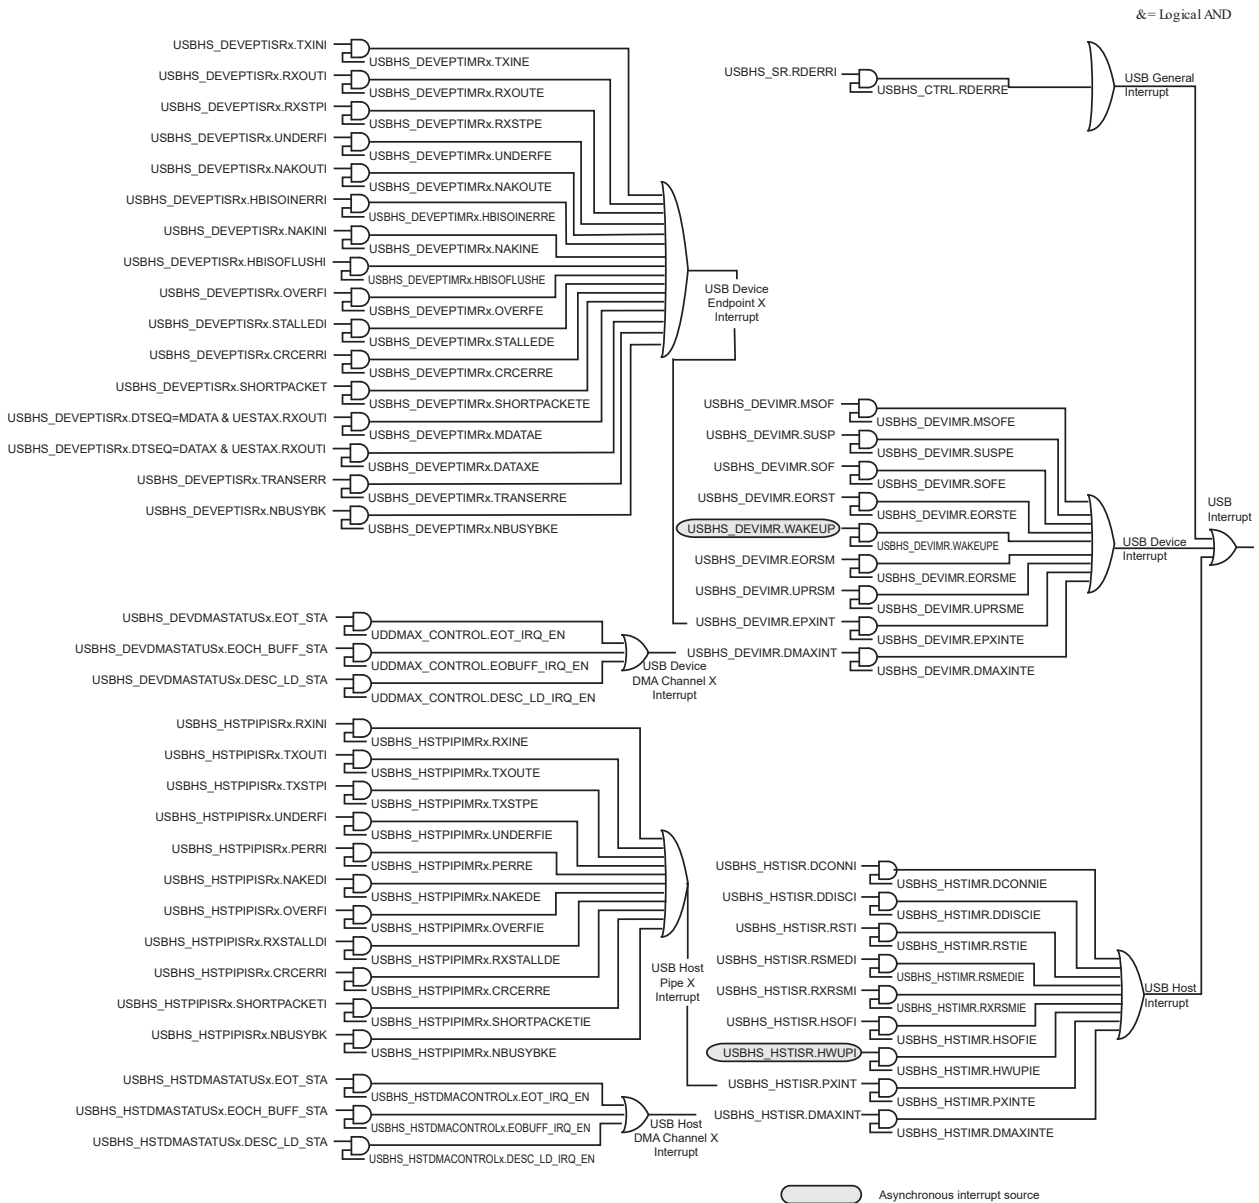 &= Logical AND
USBHS_DEVEPTISRx.TXINI
USBHS_DEVEPTIMRx.TXINE
USBHS_DEVEPTISRx.RXOUTI
USBHS_DEVEPTIMRx.RXOUTE
USBHS_DEVEPTISRx.RXSTPI
USBHS_DEVEPTIMRx.RXSTPE
USBHS_DEVEPTISRx.UNDERFI
USBHS_DEVEPTIMRx.UNDERFE
USBHS_DEVEPTISRx.NAKOUTI
USBHS_DEVEPTIMRx.NAKOUTE
USBHS_DEVEPTISRx.HBISOINERRI
USBHS_DEVEPTIMRx.HBISOINERRE
USBHS_DEVEPTISRx.NAKINI
USBHS_DEVEPTIMRx.NAKINE
USBHS_DEVEPTISRx.HBISOFLUSHI
USBHS_DEVEPTIMRx.HBISOFLUSHE
USBHS_DEVEPTISRx.OVERFI
USBHS_DEVEPTIMRx.OVERFE
USBHS_DEVEPTISRx.STALLEDI
USBHS_DEVEPTIMRx.STALLEDE
USBHS_DEVEPTISRx.CRCERRI
USBHS_DEVEPTIMRx.CRCERRE
USBHS_DEVEPTISRx.SHORTPACKET
USBHS_DEVEPTIMRx.SHORTPACKETE
USBHS_DEVEPTISRx.DTSEQ=MDATA & UESTAX.RXOUTI
USBHS_DEVEPTIMRx.MDATAE
USBHS_DEVEPTISRx.DTSEQ=DATAX & UESTAX.RXOUTI
USBHS_DEVEPTIMRx.DATAXE
USBHS_DEVEPTISRx.TRANSERR
USBHS_DEVEPTIMRx.TRANSERRE
USBHS_DEVEPTISRx.NBUSYBK
USBHS_DEVEPTIMRx.NBUSYBKE
USB Device
Endpoint X
Interrupt
USBHS_SR.RDERRI
USBHS_CTRL.RDERRE
USB General
Interrupt
USBHS_DEVIMR.MSOF
USBHS_DEVIMR.MSOFE
USBHS_DEVIMR.SUSP
USBHS_DEVIMR.SUSPE
USBHS_DEVIMR.SOF
USBHS_DEVIMR.SOFE
USBHS_DEVIMR.EORST
USBHS_DEVIMR.EORSTE
USBHS_DEVIMR.WAKEUP
USBHS_DEVIMR.WAKEUPE
USBHS_DEVIMR.EORSM
USBHS_DEVIMR.EORSME
USBHS_DEVIMR.UPRSM
USBHS_DEVIMR.UPRSME
USBHS_DEVIMR.EPXINT
USBHS_DEVIMR.EPXINTE
USBHS_DEVIMR.DMAXINT
USBHS_DEVIMR.DMAXINTE
USB Device
Interrupt
USB
Interrupt
USBHS_DEVDMASTATUSx.EOT_STA
UDDMAX_CONTROL.EOT_IRQ_EN
USBHS_DEVDMASTATUSx.EOCH_BUFF_STA
UDDMAX_CONTROL.EOBUFF_IRQ_EN
USBHS_DEVDMASTATUSx.DESC_LD_STA
UDDMAX_CONTROL.DESC_LD_IRQ_EN
USB Device
DMA Channel X
Interrupt
USBHS_HSTPIPISRx.RXINI
USBHS_HSTPIPIMRx.RXINE
USBHS_HSTPIPISRx.TXOUTI
USBHS_HSTPIPIMRx.TXOUTE
USBHS_HSTPIPISRx.TXSTPI
USBHS_HSTPIPIMRx.TXSTPE
USBHS_HSTPIPISRx.UNDERFI
USBHS_HSTPIPIMRx.UNDERFIE
USBHS_HSTPIPISRx.PERRI
USBHS_HSTPIPIMRx.PERRE
USBHS_HSTPIPISRx.NAKEDI
USBHS_HSTPIPIMRx.NAKEDE
USBHS_HSTPIPISRx.OVERFI
USBHS_HSTPIPIMRx.OVERFIE
USBHS_HSTPIPISRx.RXSTALLDI
USBHS_HSTPIPIMRx.RXSTALLDE
USBHS_HSTPIPISRx.CRCERRI
USBHS_HSTPIPIMRx.CRCERRE
USBHS_HSTPIPISRx.SHORTPACKETI
USBHS_HSTPIPIMRx.SHORTPACKETIE
USBHS_HSTPIPISRx.NBUSYBK
USBHS_HSTPIPIMRx.NBUSYBKE
USB Host
Pipe X
Interrupt
USBHS_HSTISR.DCONNI
USBHS_HSTIMR.DCONNIE
USBHS_HSTISR.DDISCI
USBHS_HSTIMR.DDISCIE
USBHS_HSTISR.RSTI
USBHS_HSTIMR.RSTIE
USBHS_HSTISR.RSMEDI
USBHS_HSTIMR.RSMEDIE
USBHS_HSTISR.RXRSMI
USBHS_HSTIMR.RXRSMIE
USBHS_HSTISR.HSOFI
USBHS_HSTIMR.HSOFIE
USBHS_HSTISR.HWUPI
USBHS_HSTIMR.HWUPIE
USBHS_HSTISR.PXINT
USBHS_HSTIMR.PXINTE
USBHS_HSTISR.DMAXINT
USBHS_HSTIMR.DMAXINTE
USB Host
Interrupt
USBHS_HSTDMASTATUSx.EOT_STA
USBHS_HSTDMACONTROLx.EOT_IRQ_EN
USBHS_HSTDMASTATUSx.EOCH_BUFF_STA
USBHS_HSTDMACONTROLx.EOBUFF_IRQ_EN
USBHS_HSTDMASTATUSx.DESC_LD_STA
USBHS_HSTDMACONTROLx.DESC_LD_IRQ_EN
USB Host
DMA Channel X
Interrupt
Asynchronous interrupt source